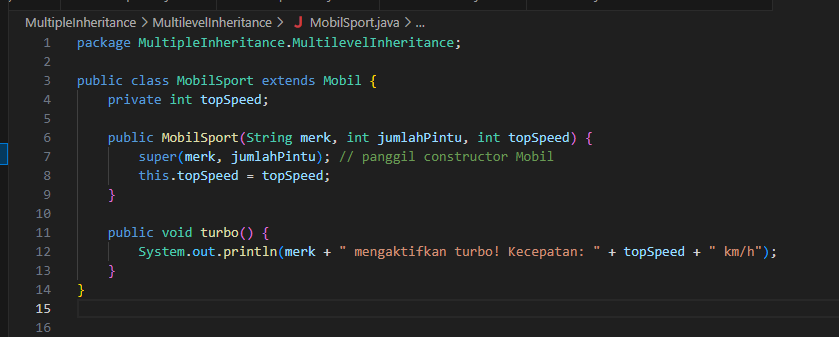 MultipleInheritance > MultilevelInheritance > J MobilSport.java > ...
1 package MultipleInheritance.MultilevelInheritance;
2
3 public class MobilSport extends Mobil {
4     private int topSpeed;
5
6     public MobilSport(String merk, int jumlahPintu, int topSpeed) {
7         super(merk, jumlahPintu); // panggil constructor Mobil
8         this.topSpeed = topSpeed;
9     }
10
11     public void turbo() {
12         System.out.println(merk + " mengaktifkan turbo! Kecepatan: " + topSpeed + " km/h");
13     }
14 }
15
16